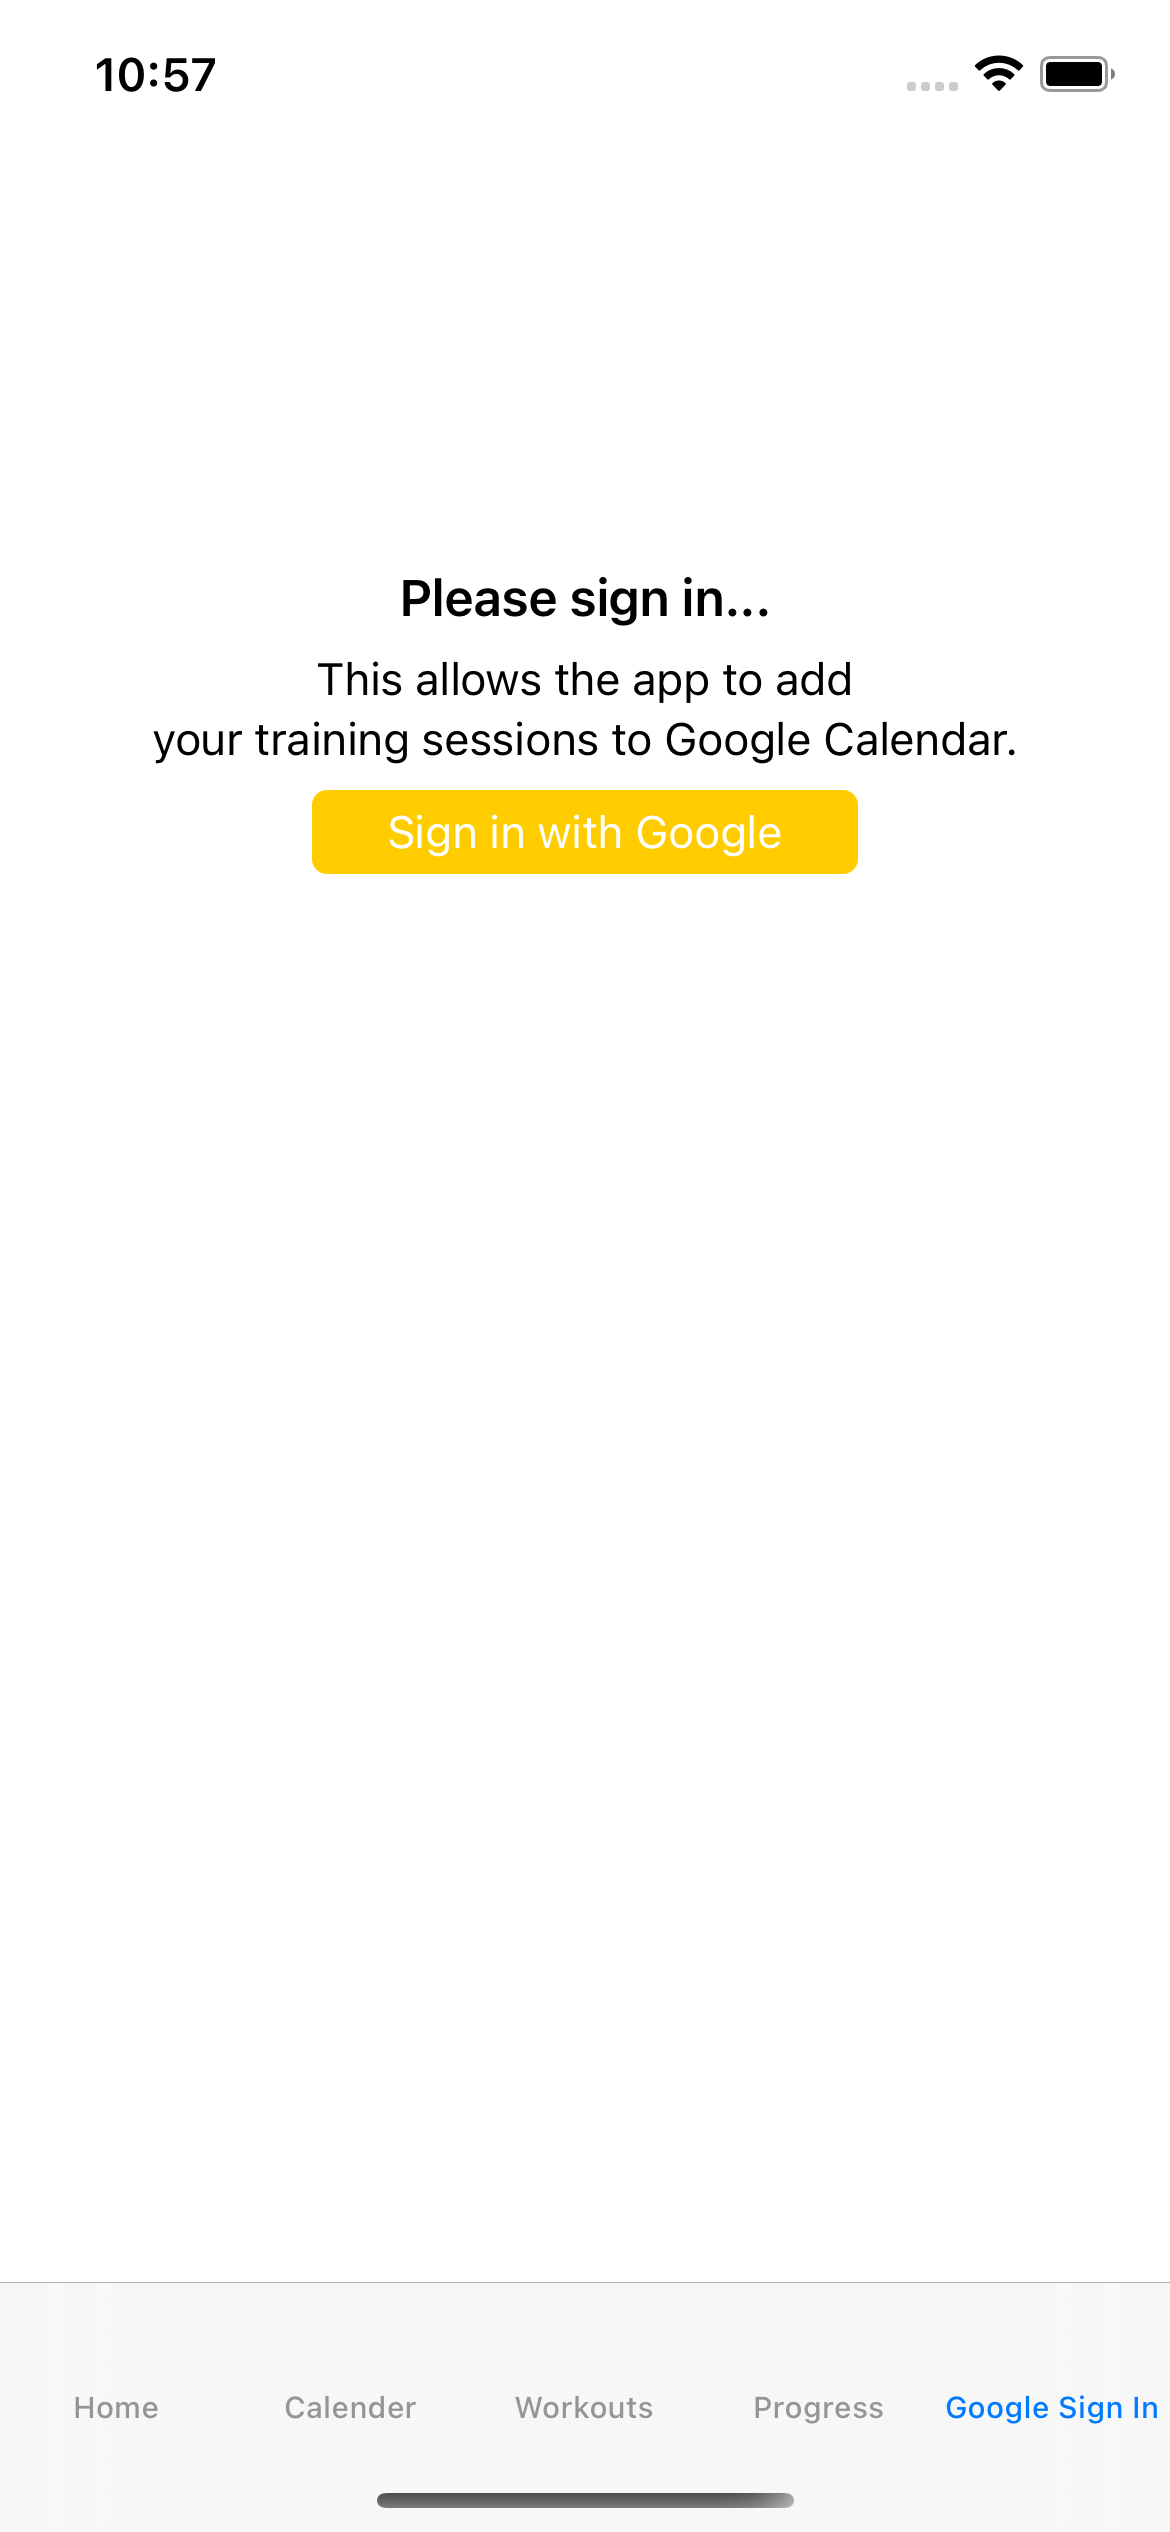 10:57
Please sign in...
This allows the app to add
your training sessions to Google Calendar.
Sign in with Google
Home
Calender
Workouts
Progress
Google Sign In